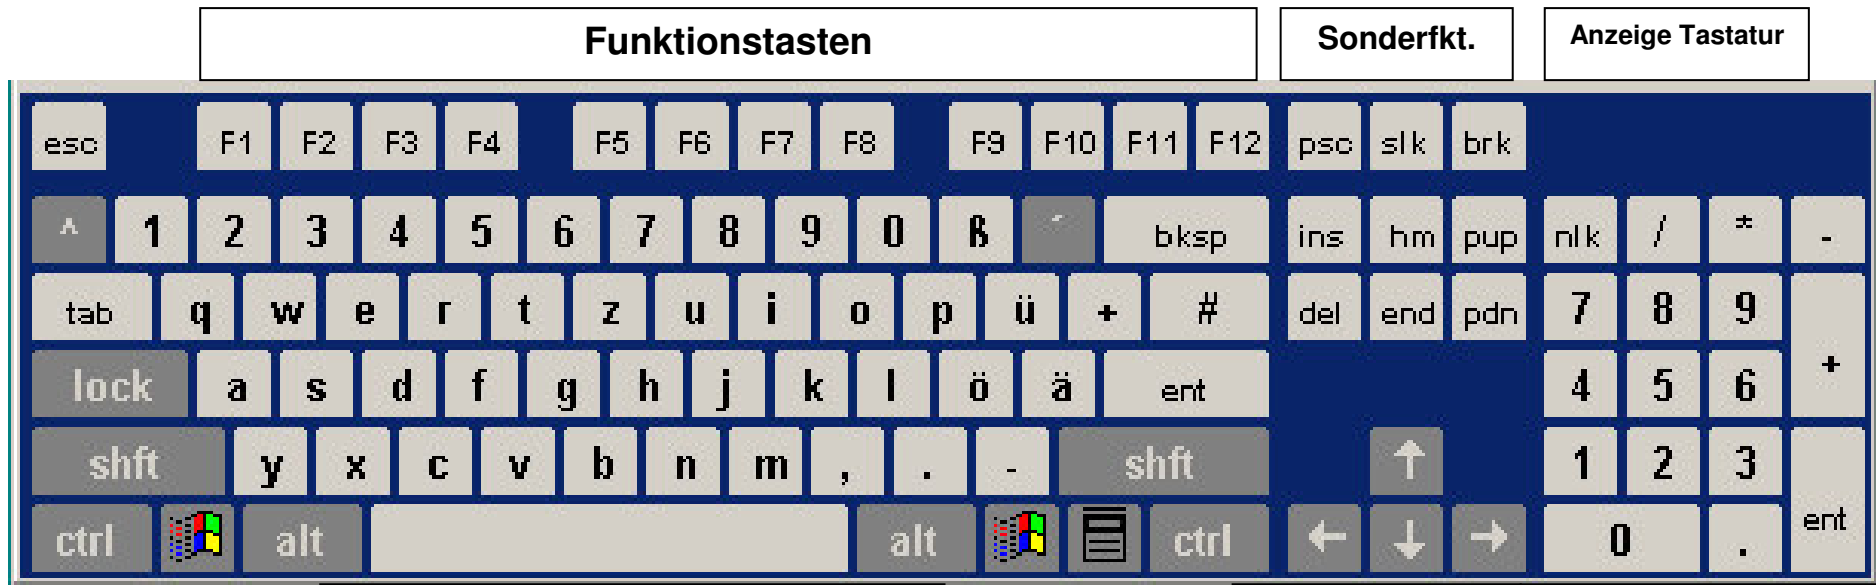 Funktionstasten Sonderfkt. Anzeige Tastatur
esc F1 F2 F3 F4 F5 F6 F7 F8 F9 F10 F11 F12 psc slk brk
^ 1 2 3 4 5 6 7 8 9 0 ß ´ bksp ins hm pup nlk / * -
tab q w e r t z u i o p ü + # del end pdn 7 8 9 +
lock a s d f g h j k l ö ä ent 4 5 6
shft y x c v b n m , . - shft ↑ 1 2 3 ent
ctrl alt alt ctrl ← ↓ → 0 .